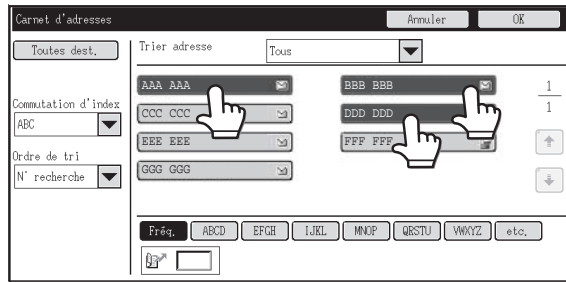 Carnet d'adresses
Annuler
OK
Toutes dest.
Trier adresse
Tous
AAA AAA
BBB BBB
1
Commutation d'index
CCC CCC
DDD DDD
1
ABC
EEE EEE
FFF FFF
Ordre de tri
N° recherche
GGG GGG
Fréq.
ABCD
EFGH
IJKL
MNOP
QRSTU
VWXYZ
etc.